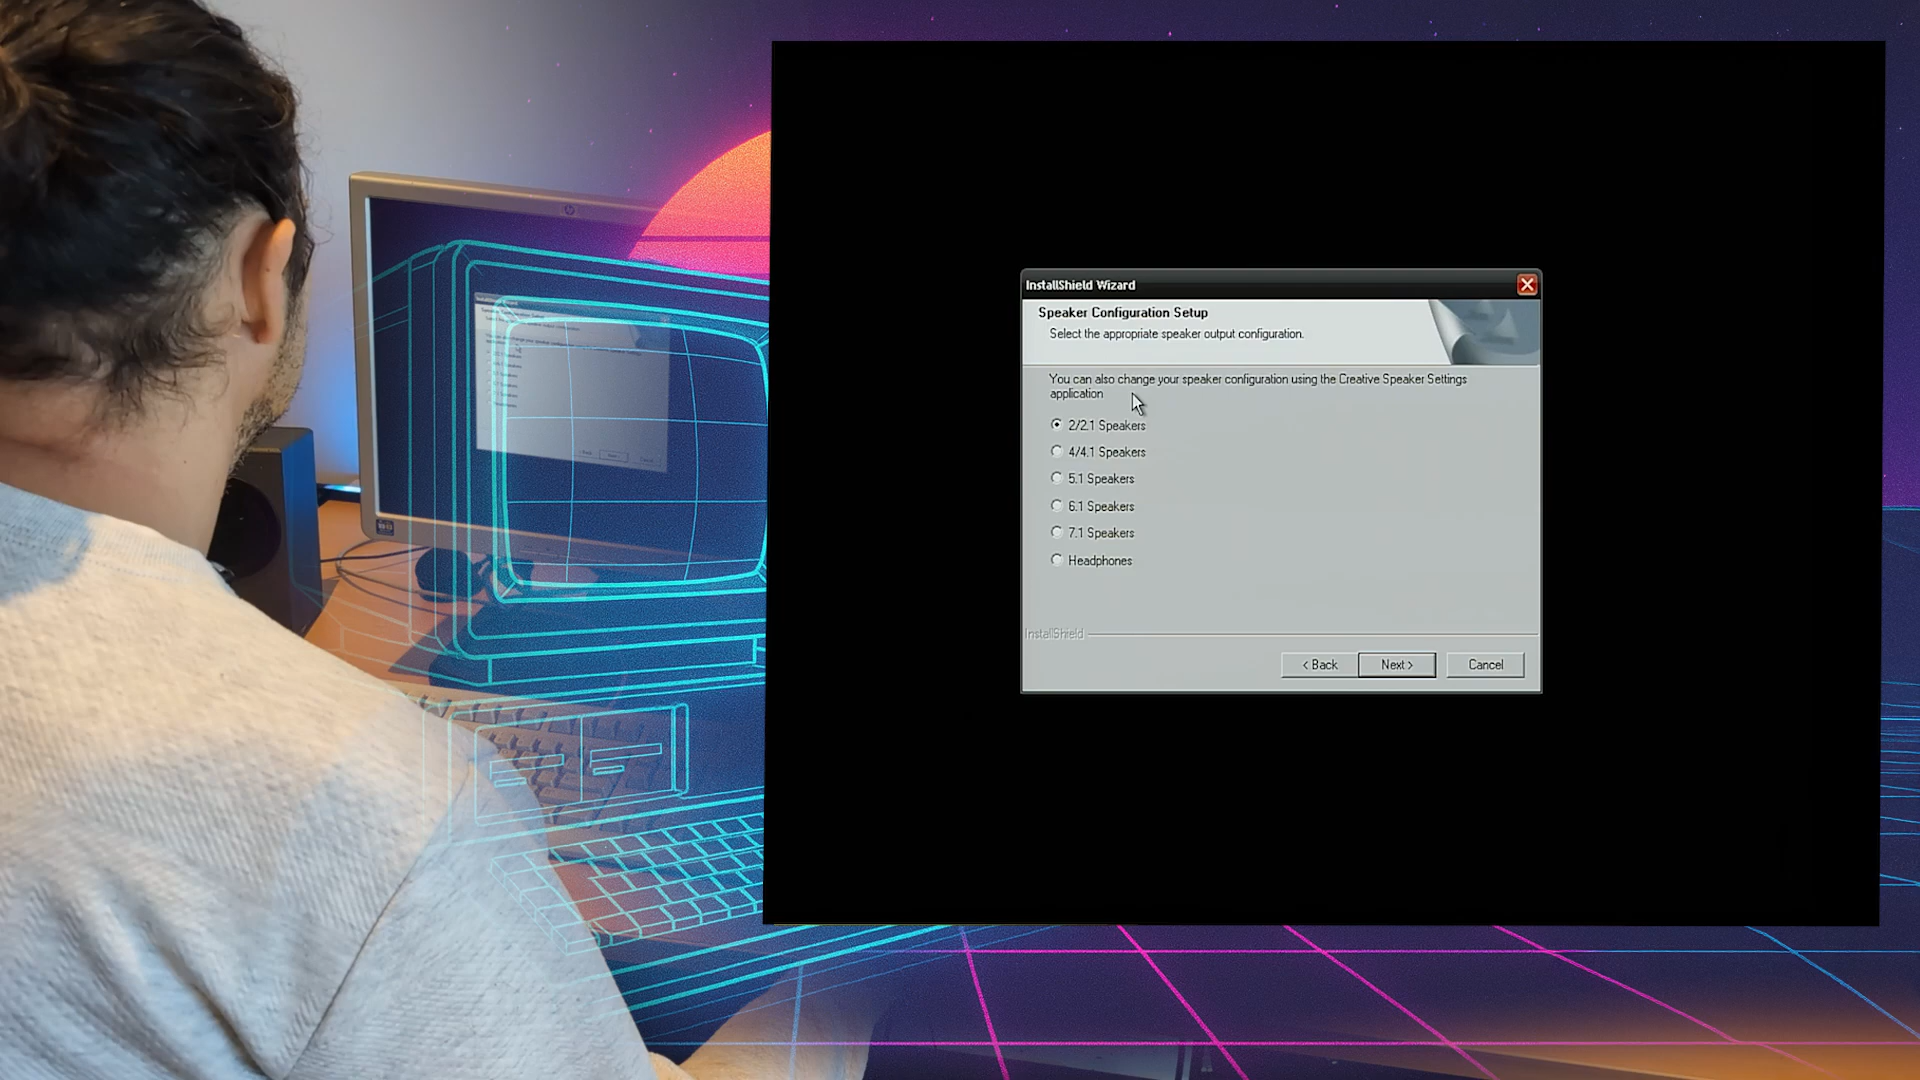 InstallShield Wizard
Speaker Configuration Setup
Select the appropriate speaker output configuration.
You can also change your speaker configuration using the Creative Speaker Settings
application
2/2.1 Speakers
4/4.1 Speakers
5.1 Speakers
6.1 Speakers
7.1 Speakers
Headphones
InstallShield
< Back
Next >
Cancel